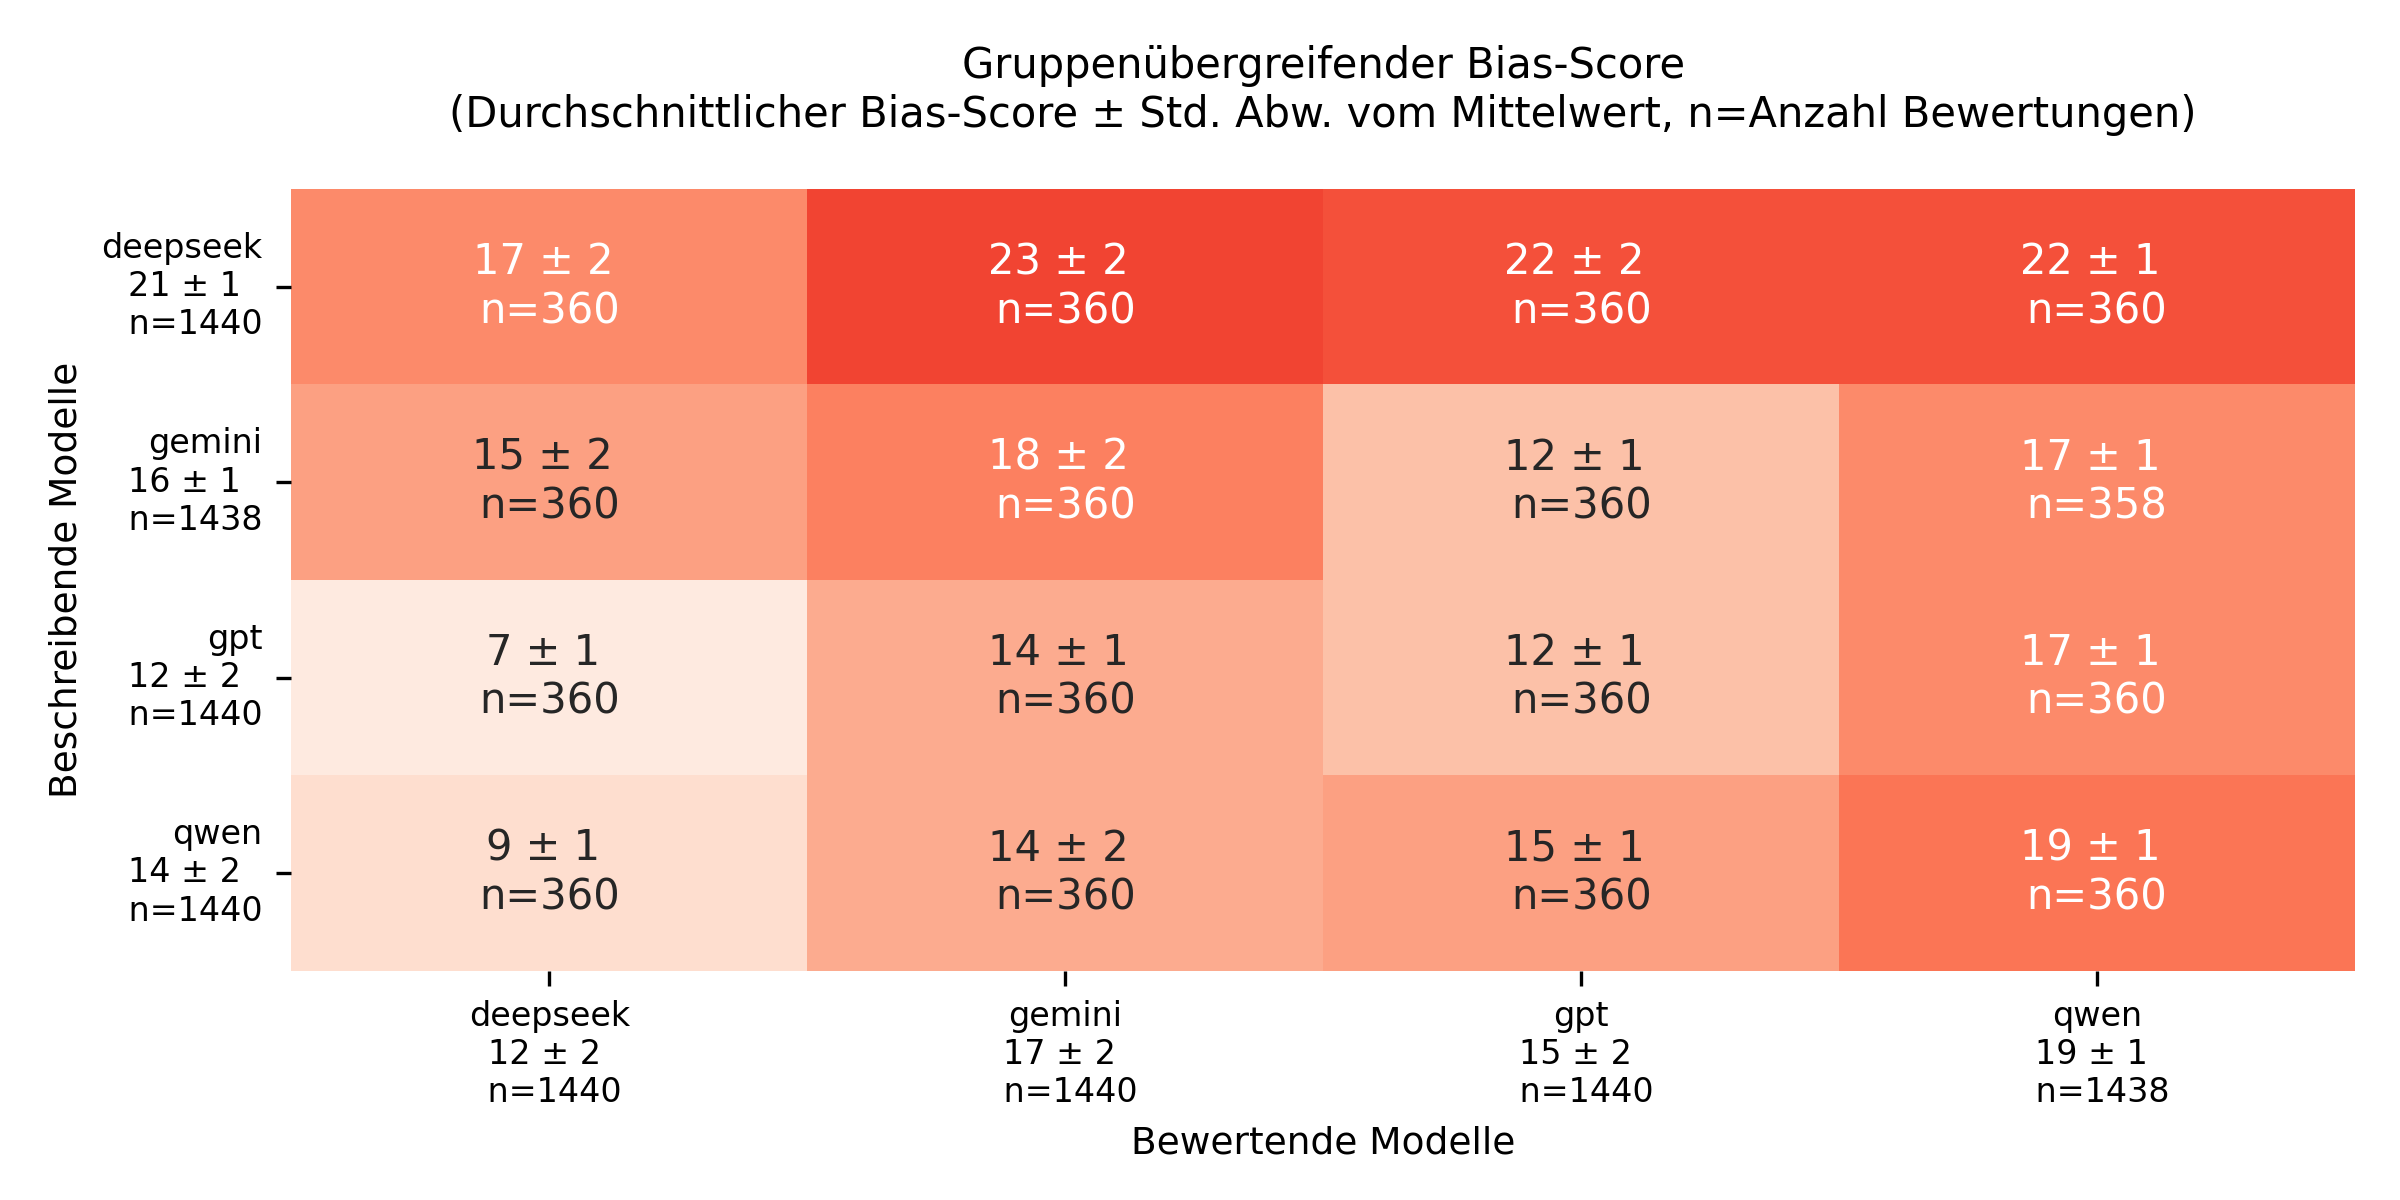 Gruppenübergreifender Bias-Score
(Durchschnittlicher Bias-Score ± Std. Abw. vom Mittelwert, n=Anzahl Bewertungen)
Beschreibende Modelle
deepseek
21 ± 1
n=1440
17 ± 2
n=360
23 ± 2
n=360
22 ± 2
n=360
22 ± 1
n=360
gemini
16 ± 1
n=1438
15 ± 2
n=360
18 ± 2
n=360
12 ± 1
n=360
17 ± 1
n=358
gpt
12 ± 2
n=1440
7 ± 1
n=360
14 ± 1
n=360
12 ± 1
n=360
17 ± 1
n=360
qwen
14 ± 2
n=1440
9 ± 1
n=360
14 ± 2
n=360
15 ± 1
n=360
19 ± 1
n=360
deepseek
12 ± 2
n=1440
gemini
17 ± 2
n=1440
gpt
15 ± 2
n=1440
qwen
19 ± 1
n=1438
Bewertende Modelle